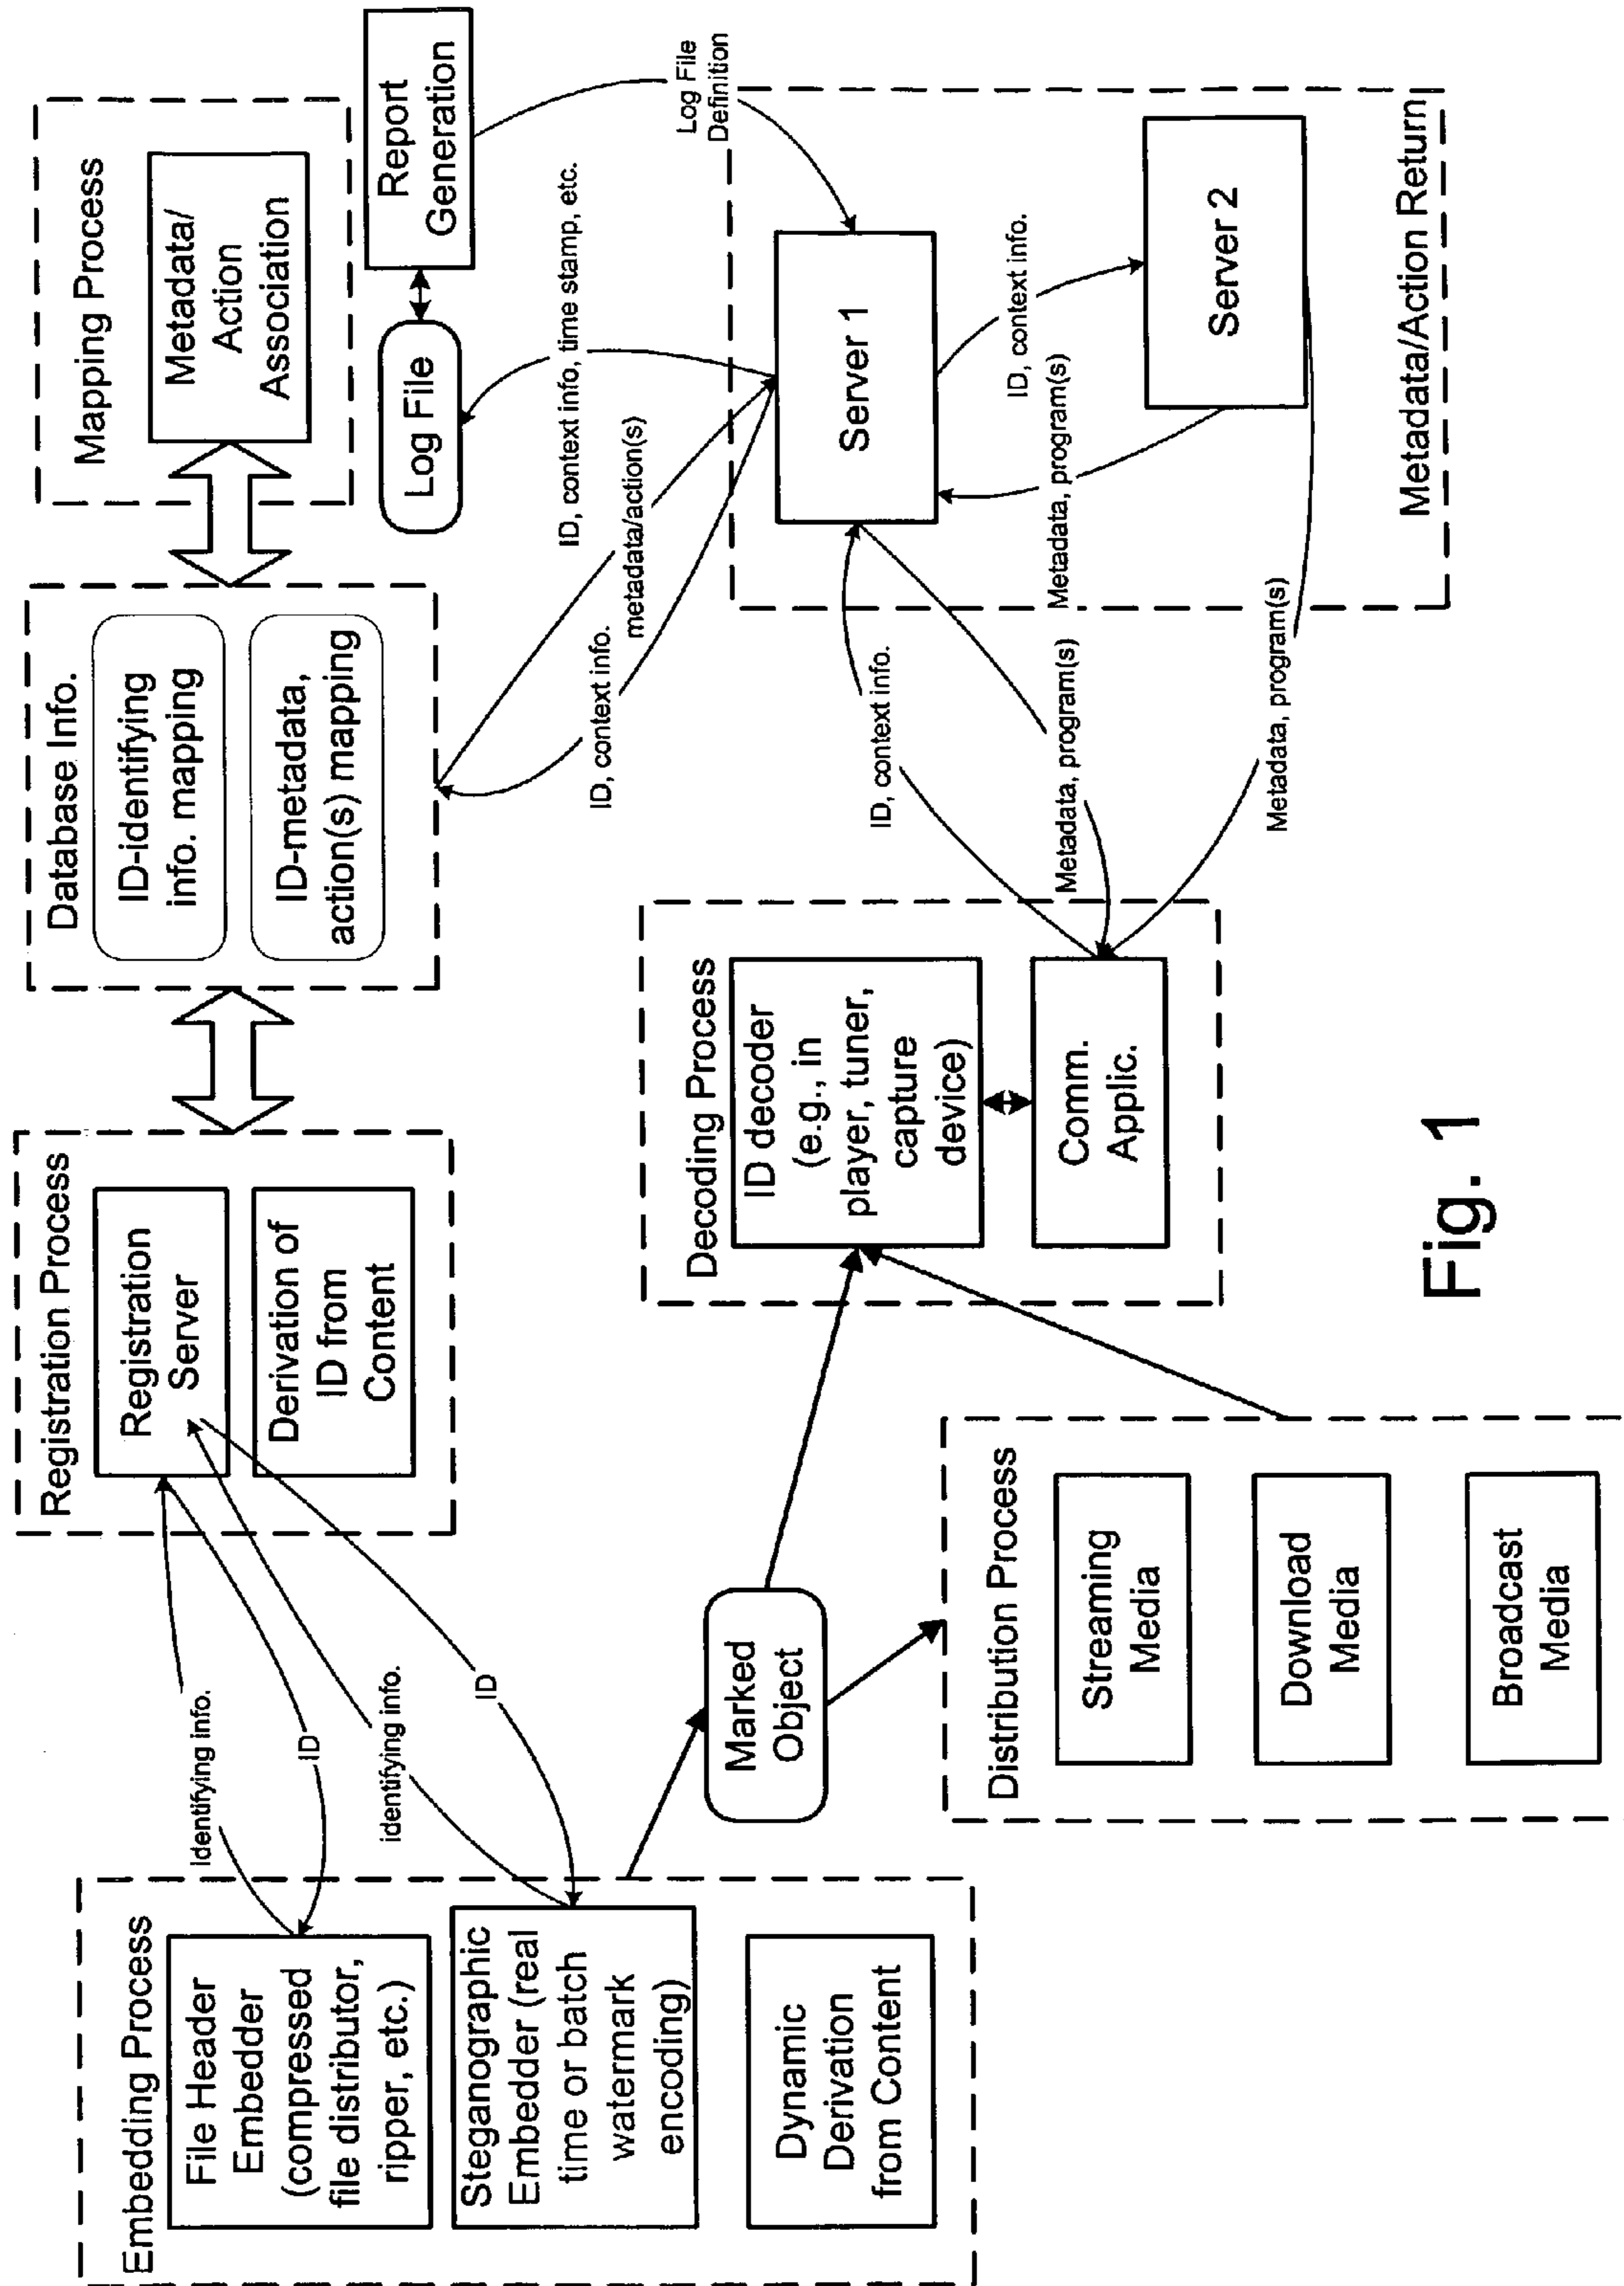 Embedding Process
File Header
Embedder
(compressed
file distributor,
ripper, etc.)
Steganographic
Embedder (real
time or batch
watermark
encoding)
Dynamic
Derivation
from Content
Identifying info.
ID
identifying info.
ID
Registration Process
Registration
Server
Derivation of
ID from
Content
Database Info.
ID-identifying
info. mapping
ID-metadata,
action(s) mapping
Mapping Process
Metadata/
Action
Association
Log File
Report
Generation
ID, context info, time stamp, etc.
metadata/action(s)
ID, context info.
Log File
Definition
Marked
Object
Distribution Process
Streaming
Media
Download
Media
Broadcast
Media
Decoding Process
ID decoder
(e.g., in
player, tuner,
capture
device)
Comm.
Applic.
ID, context info.
Metadata, program(s)
Metadata, program(s)
Server 1
ID, context info.
Metadata, program(s)
Server 2
Metadata/Action Return
Fig. 1